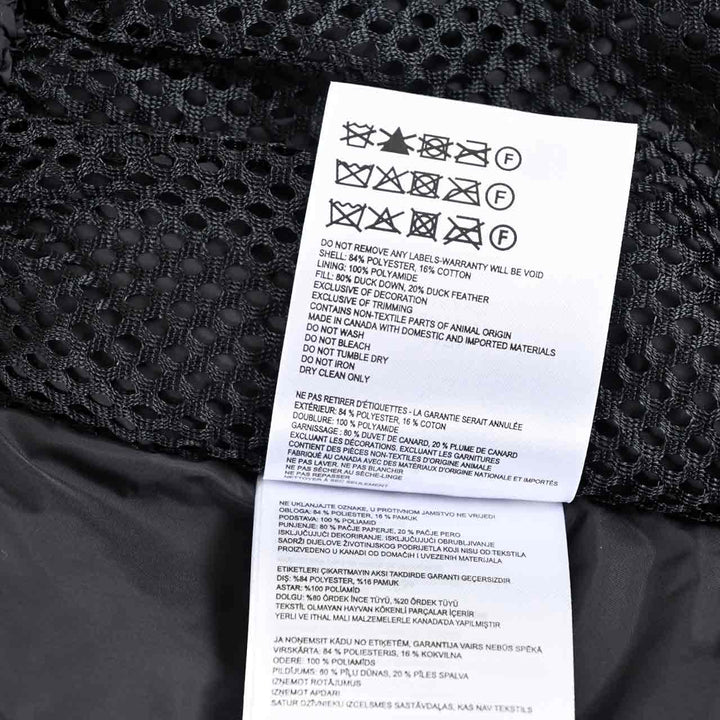 F
F
F
DO NOT REMOVE ANY LABELS-WARRANTY WILL BE VOID
SHELL: 84% POLYESTER, 16% COTTON
LINING; 100% POLYAMIDE
FILL: 80% DUCK DOWN, 20% DUCK FEATHER
EXCLUSIVE OF DECORATION
EXCLUSIVE OF TRIMMING
CONTAINS NON-TEXTILE PARTS OF ANIMAL ORIGIN
MADE IN CANADA WITH DOMESTIC AND IMPORTED MATERIALS
DO NOT WASH
DO NOT BLEACH
DO NOT TUMBLE DRY
DO NOT IRON
DRY CLEAN ONLY
NE PAS RETIRER D'ÉTIQUETTES - LA GARANTIE SERAIT ANNULÉE
EXTÉRIEUR: 84 % POLYESTER, 16 % COTON
DOUBLURE: 100% POLYAMIDE
GARNISSAGE: 80 % DUVET DE CANARD, 20 % PLUME DE CANARD
EXCLUANT LES DÉCORATIONS. EXCLUANT LES GARNITURES
CONTIENT DES PIÈCES NON-TEXTILES D'ORIGINE ANIMALE
FABRIQUÉ AU CANADA AVEC DES MATÉRIAUX D'ORIGINE NATIONALE ET IMPORTÉS
NE PAS LAVER. NE PAS BLANCHIR
NE PAS SÉCHER AU SÈCHE-LINGE
NE PAS REPASSER
NETTOYER À SEC SEULEMENT
NE UKLANJAJTE OZNAKE, U PROTIVNOM JAMSTVO NE VRIJEDI
OBLOGA: 84 % POLIESTER, 16 % PAMUK
PODSTAVA: 100 % POLIAMID
PUNJENJE: 80 % PAČJE PAPERJE, 20 % PAČJE PERO
ISKLJUČUJUĆI DEKORIRANJE. ISKLJUČUJUĆI OBRUBLJIVANJE
SADRŽI DIJELOVE ŽIVOTINJSKOG PODRIJETLA KOJI NISU OD TEKSTILA
PROIZVEDENO U KANADI OD DOMAĆIH I UVEZENIH MATERIJALA
ETIKETLERI ÇIKARTMAYIN AKSI TAKDIRDE GARANTI GEÇERSIZDIR
DIŞ: %84 POLYESTER, %16 PAMUK
ASTAR: %100 POLİAMİD
DOLGU: %80 ÖRDEK İNCE TÜYÜ, %20 ÖRDEK TÜYÜ
TEKSTİL OLMAYAN HAYVAN KÖKENLİ PARÇALAR İÇERİR
YERLI VE ITHAL MALI MALZEMELERLE KANADA'DA YAPILMIŞTIR
JA NOŅEMSIT KĀDU NO ETIĶETĒM, GARANTIJA VAIRS NEBŪS SPĒKĀ
VIRSKĀRTA: 84 % POLIESTERS, 16 % KOKVILNA
ODERE: 100 % POLIAMĪDS
PILDĪJUMS: 80 % PĪĻU DŪNAS, 20 % PĪLES SPALVA
IZŅEMOT ROTĀJUMUS
IZŅEMOT APDARI
SATUR DZĪVNIEKU IZCELSMES SASTĀVDAĻAS, KAS NAV TEKSTILS